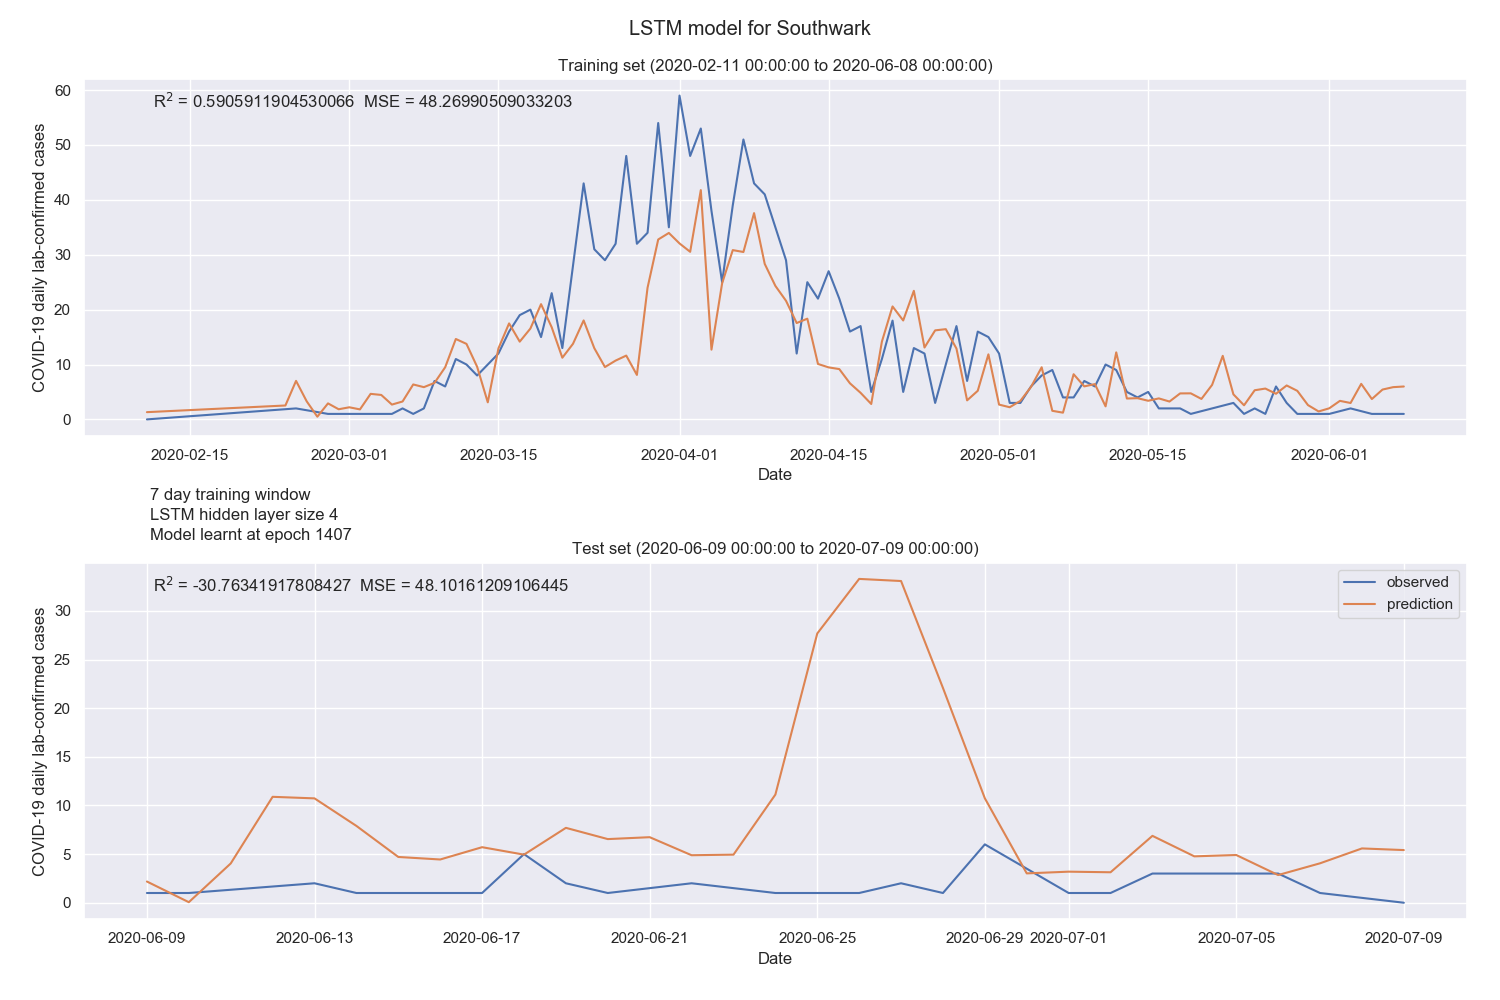 LSTM model for Southwark
Training set (2020-02-11 00:00:00 to 2020-06-08 00:00:00)
R² = 0.5905911904530066 MSE = 48.26990509033203
COVID-19 daily lab-confirmed cases
60
50
40
30
20
10
0
2020-02-15 2020-03-01 2020-03-15 2020-04-01 2020-04-15 2020-05-01 2020-05-15 2020-06-01
Date
7 day training window
LSTM hidden layer size 4
Model learnt at epoch 1407
Test set (2020-06-09 00:00:00 to 2020-07-09 00:00:00)
R² = -30.76341917808427 MSE = 48.10161209106445
observed
prediction
COVID-19 daily lab-confirmed cases
30
25
20
15
10
5
0
2020-06-09 2020-06-13 2020-06-17 2020-06-21 2020-06-25 2020-06-29 2020-07-01 2020-07-05 2020-07-09
Date